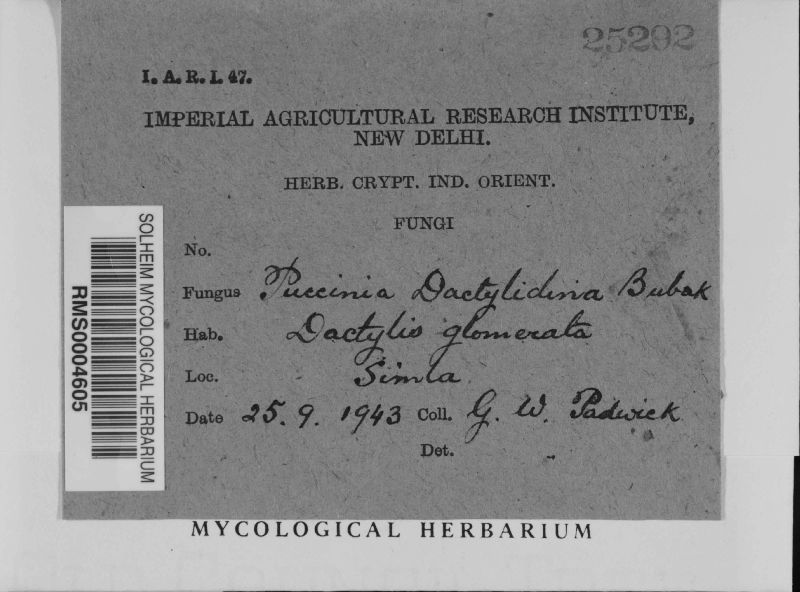 25292
I. A. R. I. 47.
IMPERIAL AGRICULTURAL RESEARCH INSTITUTE,
NEW DELHI.
HERB. CRYPT. IND. ORIENT.
FUNGI
No.
Fungus Puccinia Dactylidina Bubak
Hab. Dactylis glomerata
Loc. Simla
Date 25. 9. 1943 Coll. G. W. Padwick
Det.
SOLHEIM MYCOLOGICAL HERBARIUM
RMS0004605
MYCOLOGICAL HERBARIUM